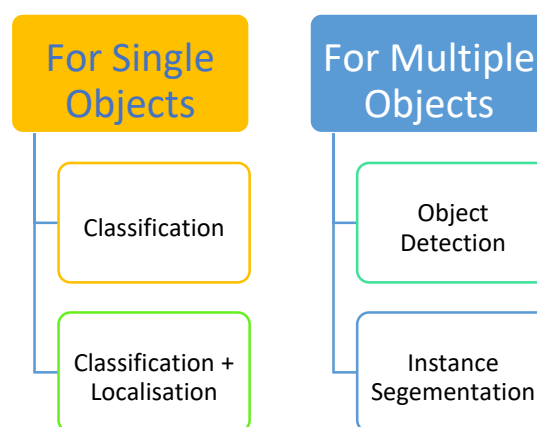 For Single
Objects
Classification
Classification +
Localisation
For Multiple
Objects
Object
Detection
Instance
Segementation